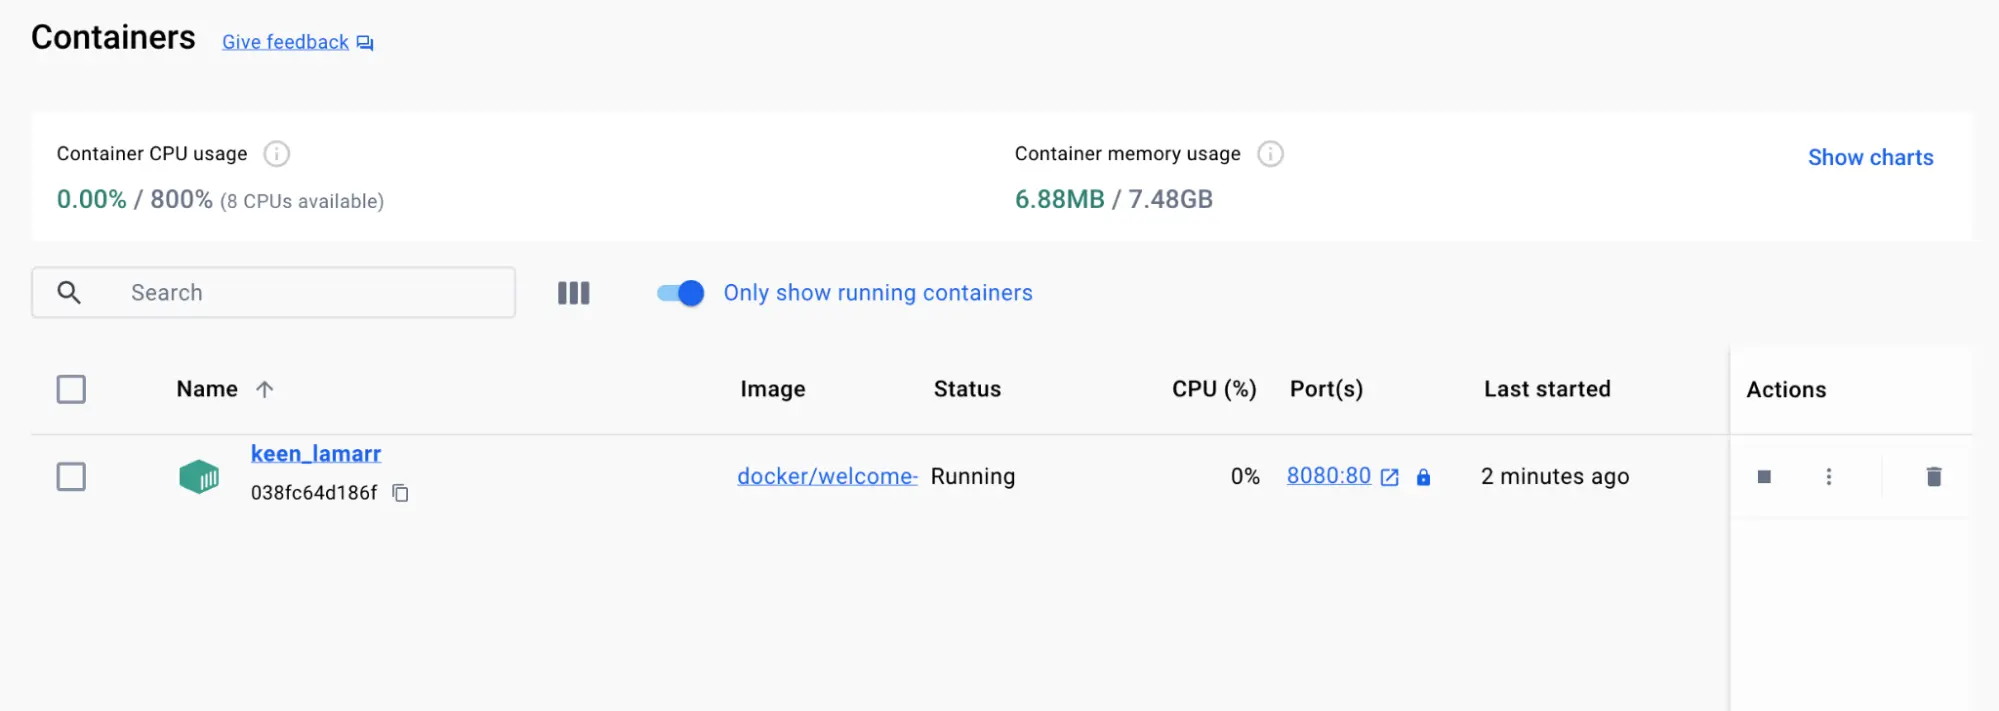 Containers Give feedback
Container CPU usage
0.00% / 800% (8 CPUs available)
Container memory usage
6.88MB / 7.48GB
Show charts
Search
Only show running containers
Name Image Status CPU (%) Port(s) Last started Actions
keen_lamarr
038fc64d186f
docker/welcome- Running 0% 8080:80 2 minutes ago